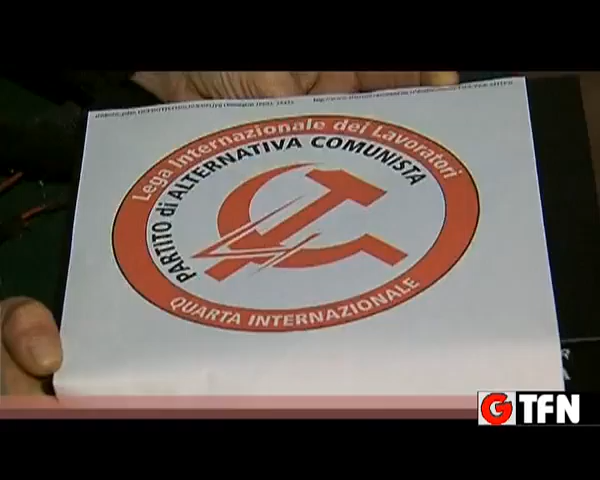 Lega Internazionale dei Lavoratori
PARTITO di ALTERNATIVA COMUNISTA
QUARTA INTERNAZIONALE
G TFN